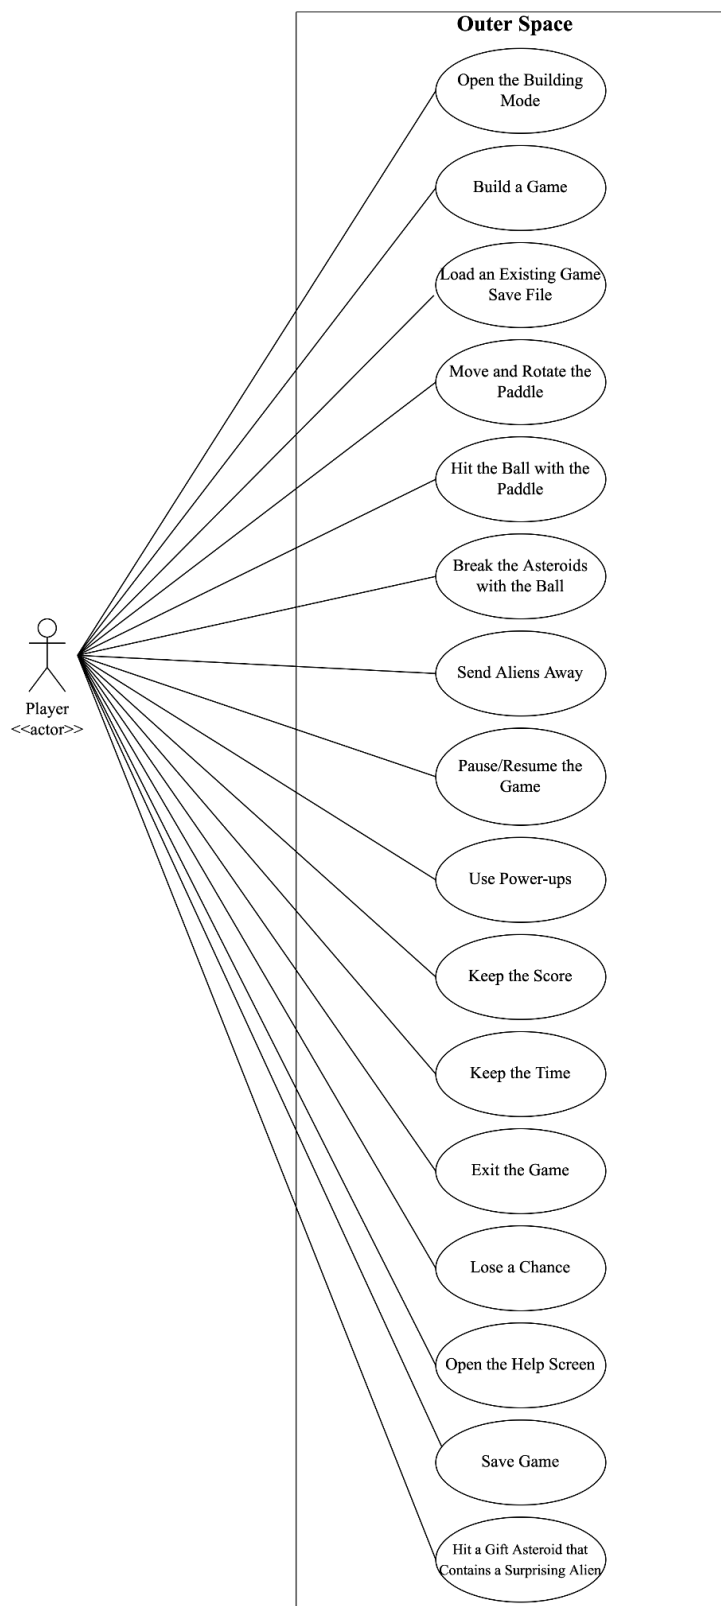 Outer Space
Open the Building
Mode
Build a Game
Load an Existing Game
Save File
Move and Rotate the
Paddle
Hit the Ball with the
Paddle
Break the Asteroids
with the Ball
Send Aliens Away
Player
<<actor>>
Pause/Resume the
Game
Use Power-ups
Keep the Score
Keep the Time
Exit the Game
Lose a Chance
Open the Help Screen
Save Game
Hit a Gift Asteroid that
Contains a Surprising Alien